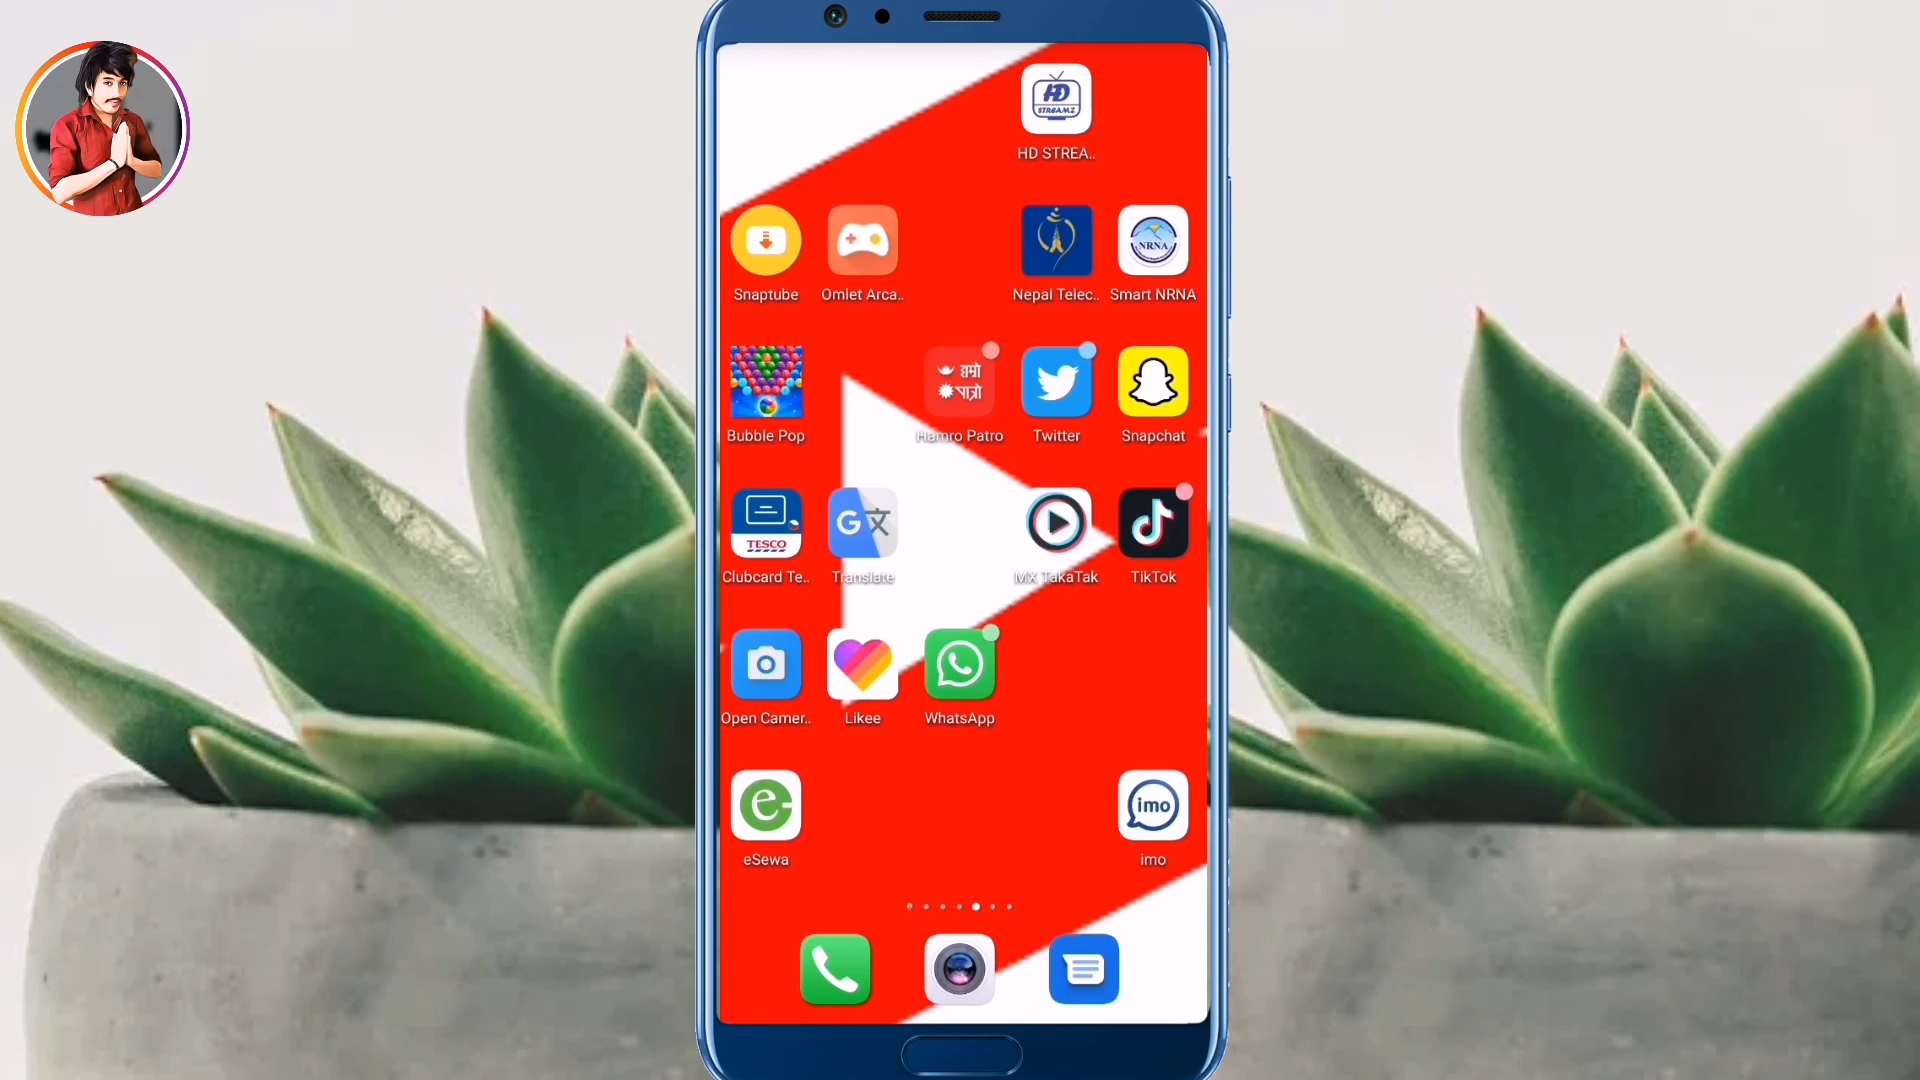 HD
STREAMZ
HD STREA..
NRNA
Snaptube
Omlet Arca..
Nepal Telec..
Smart NRNA
हाम्रो
पात्रो
Bubble Pop
Hamro Patro
Twitter
Snapchat
G
文
TESCO
Clubcard Te..
Translate
MX TakaTak
TikTok
Open Camer..
Likee
WhatsApp
e
imo
eSewa
imo